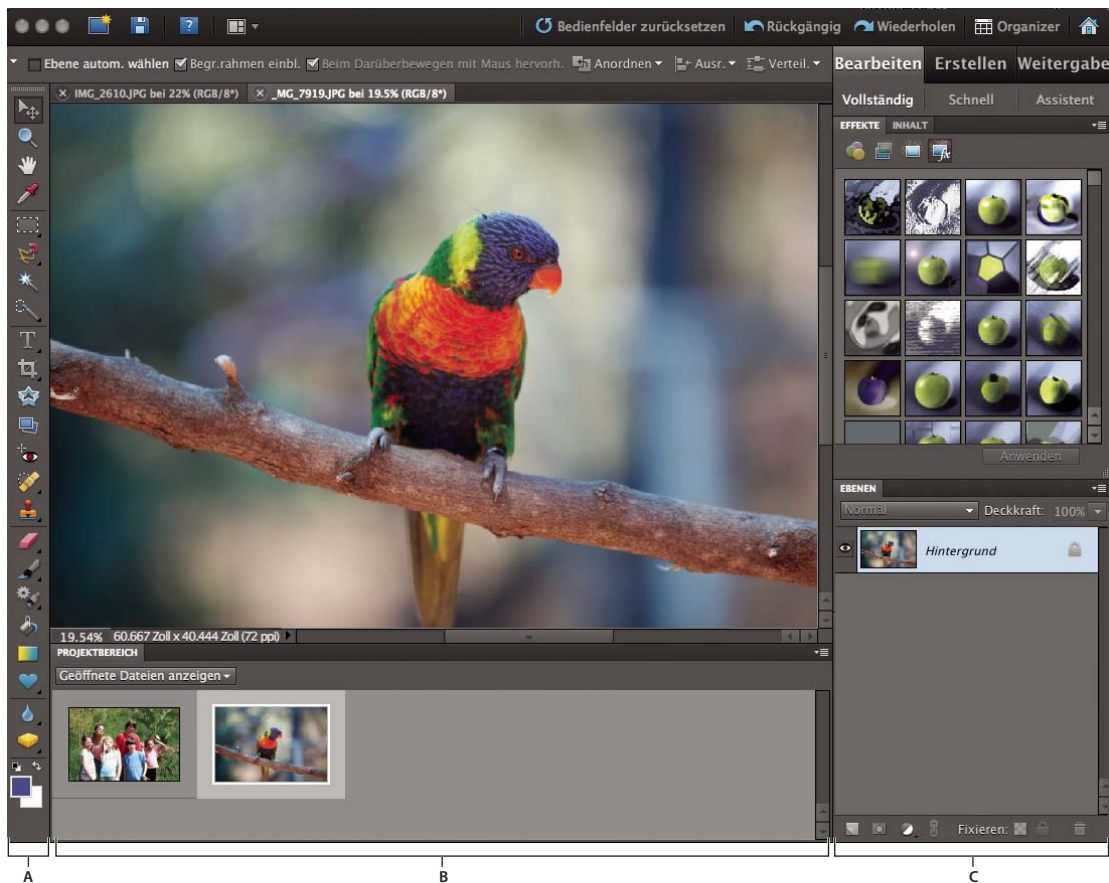 ? Bedienfelder zurücksetzen Rückgängig Wiederholen Organizer
Ebene autom. wählen Begr.rahmen einbl. Beim Darüberbewegen mit Maus hervorh. Anordnen Ausr. Verteil.
Bearbeiten Erstellen Weitergabe
Vollständig Schnell Assistent
IMG_2610.JPG bei 22% (RGB/8*) _MG_7919.JPG bei 19.5% (RGB/8*)
EFFEKTE INHALT
fx
T
Anwenden
EBENEN
Normal Deckkraft: 100%
Hintergrund
19.54% 60.667 Zoll x 40.444 Zoll (72 ppi)
PROJEKTBEREICH
Geöffnete Dateien anzeigen
Fixieren:
A B C